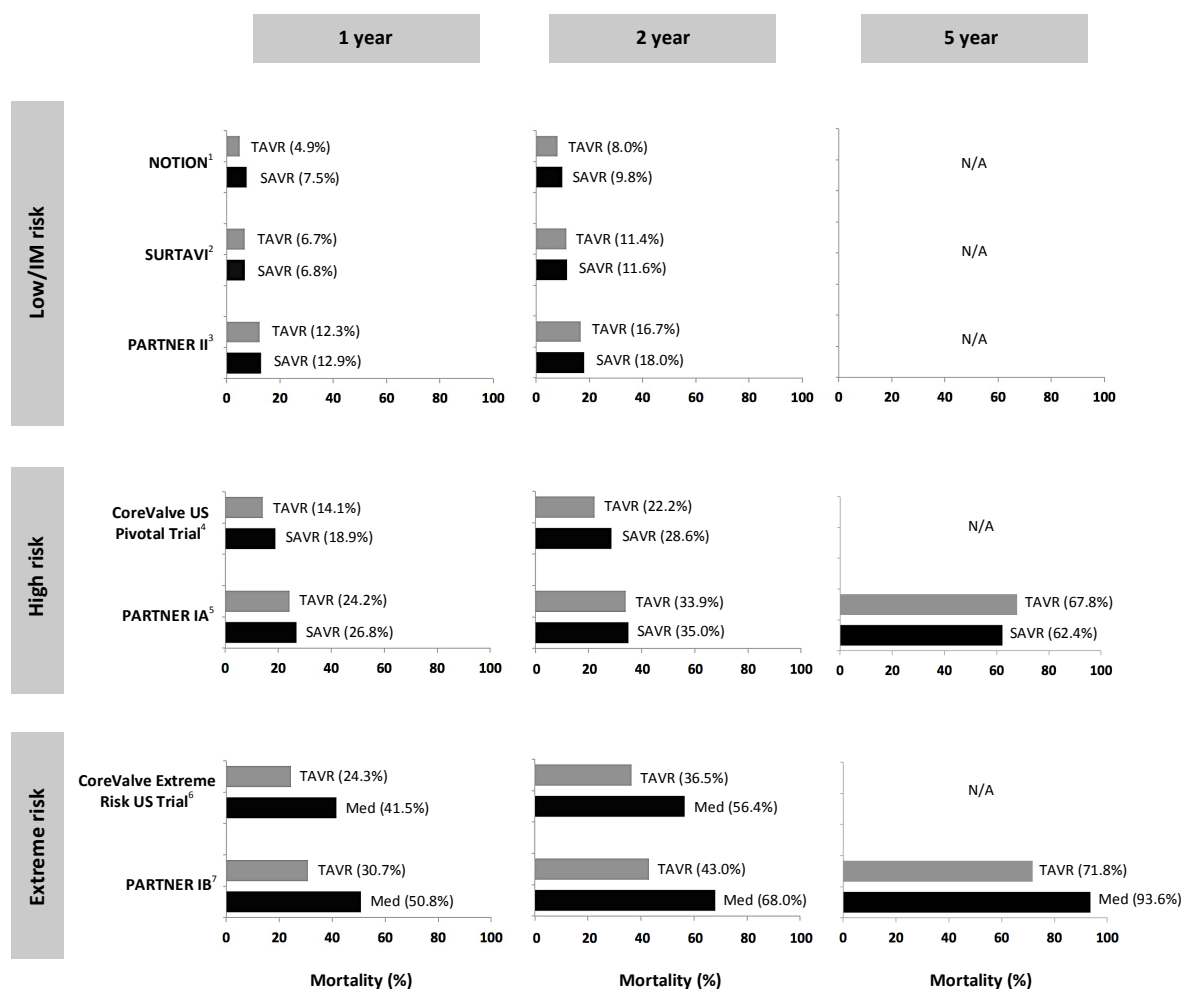 1 year 2 year 5 year
Low/IM risk
NOTION1 TAVR (4.9%) TAVR (8.0%) N/A
SAVR (7.5%) SAVR (9.8%)
SURTAVI2 TAVR (6.7%) TAVR (11.4%) N/A
SAVR (6.8%) SAVR (11.6%)
PARTNER II3 TAVR (12.3%) TAVR (16.7%) N/A
SAVR (12.9%) SAVR (18.0%)
0 20 40 60 80 100 0 20 40 60 80 100 0 20 40 60 80 100
High risk
CoreValve US
Pivotal Trial4 TAVR (14.1%) TAVR (22.2%) N/A
SAVR (18.9%) SAVR (28.6%)
PARTNER IA5 TAVR (24.2%) TAVR (33.9%) TAVR (67.8%)
SAVR (26.8%) SAVR (35.0%) SAVR (62.4%)
0 20 40 60 80 100 0 20 40 60 80 100 0 20 40 60 80 100
Extreme risk
CoreValve Extreme
Risk US Trial6 TAVR (24.3%) TAVR (36.5%) N/A
Med (41.5%) Med (56.4%)
PARTNER IB7 TAVR (30.7%) TAVR (43.0%) TAVR (71.8%)
Med (50.8%) Med (68.0%) Med (93.6%)
0 20 40 60 80 100 0 20 40 60 80 100 0 20 40 60 80 100
Mortality (%) Mortality (%) Mortality (%)